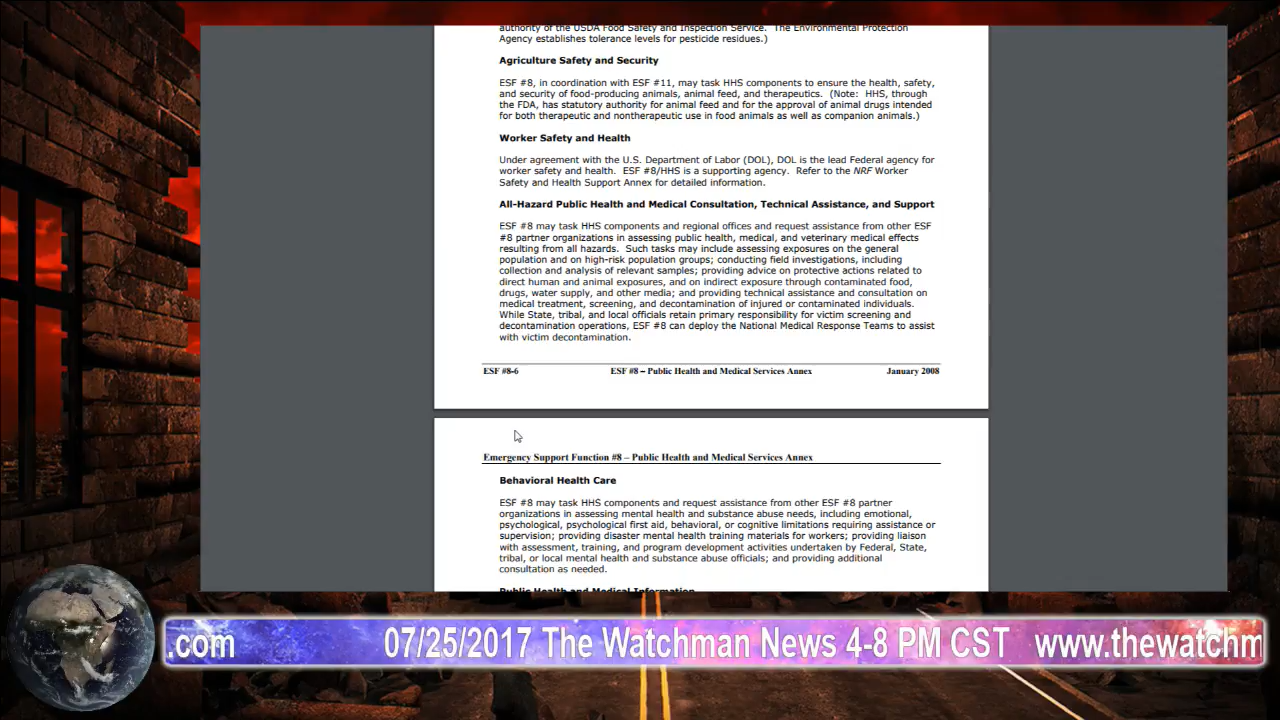 authority of the USDA Food Safety and Inspection Service. The Environmental Protection
Agency establishes tolerance levels for pesticide residues.)
Agriculture Safety and Security
ESF #8, in coordination with ESF #11, may task HHS components to ensure the health, safety,
and security of food-producing animals, animal feed, and therapeutics. (Note: HHS, through
the FDA, has statutory authority for animal feed and for the approval of animal drugs intended
for both therapeutic and nontherapeutic use in food animals as well as companion animals.)
Worker Safety and Health
Under agreement with the U.S. Department of Labor (DOL), DOL is the lead Federal agency for
worker safety and health. ESF #8/HHS is a supporting agency. Refer to the NRF Worker
Safety and Health Support Annex for detailed information.
All-Hazard Public Health and Medical Consultation, Technical Assistance, and Support
ESF #8 may task HHS components and regional offices and request assistance from other ESF
#8 partner organizations in assessing public health, medical, and veterinary medical effects
resulting from all hazards. Such tasks may include assessing exposures on the general
population and on high-risk population groups; conducting field investigations, including
collection and analysis of relevant samples; providing advice on protective actions related to
direct human and animal exposures, and on indirect exposure through contaminated food,
drugs, water supply, and other media; and providing technical assistance and consultation on
medical treatment, screening, and decontamination of injured or contaminated individuals.
While State, tribal, and local officials retain primary responsibility for victim screening and
decontamination operations, ESF #8 can deploy the National Medical Response Teams to assist
with victim decontamination.
ESF #8-6 ESF #8 – Public Health and Medical Services Annex January 2008
Emergency Support Function #8 – Public Health and Medical Services Annex
Behavioral Health Care
ESF #8 may task HHS components and request assistance from other ESF #8 partner
organizations in assessing mental health and substance abuse needs, including emotional,
psychological, psychological first aid, behavioral, or cognitive limitations requiring assistance or
supervision; providing disaster mental health training materials for workers; providing liaison
with assessment, training, and program development activities undertaken by Federal, State,
tribal, or local mental health and substance abuse officials; and providing additional
consultation as needed.
Public Health and Medical Information
.com 07/25/2017 The Watchman News 4-8 PM CST www.thewatchm